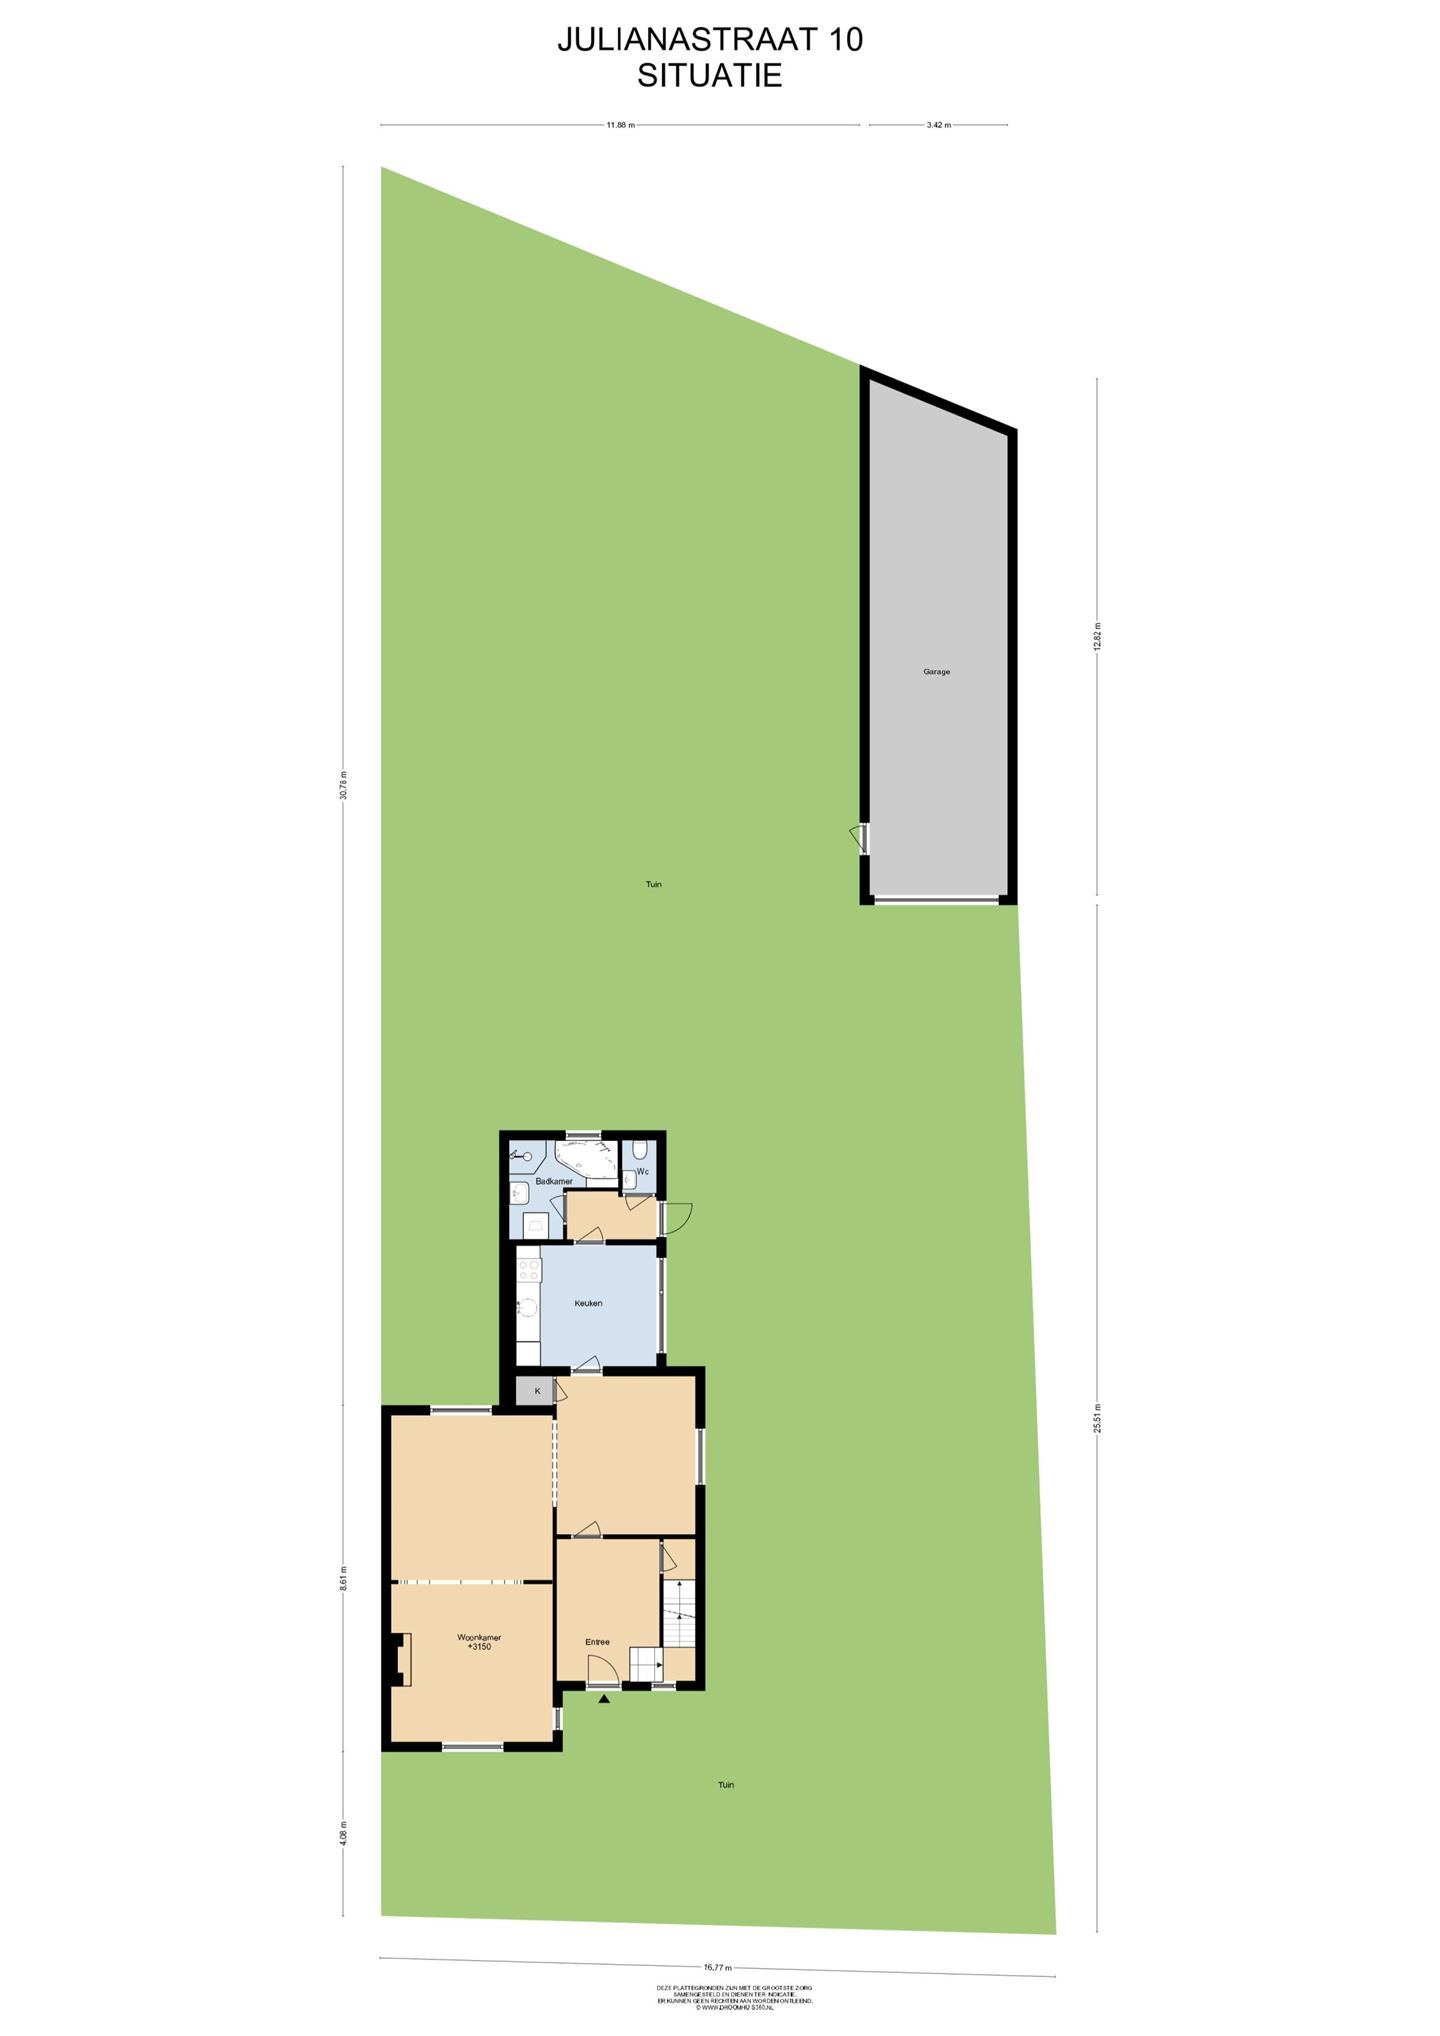 JULIANASTRAAT 10
SITUATIE
11.88 m
3.42 m
12.82 m
Garage
30.78 m
Tuin
Wc
Badkamer
Keuken
K
25.51 m
8.61 m
Woonkamer
+3150
Entree
Tuin
4.08 m
16.77 m
DEZE PLATTEGRONDEN ZIJN MET DE GROOTSTE ZORG
SAMENGESTELD EN DIENEN TER INDICATIE.
ER KUNNEN GEEN RECHTEN AAN WORDEN ONTLEEND.
© WWW.DROOMHUIS360.NL